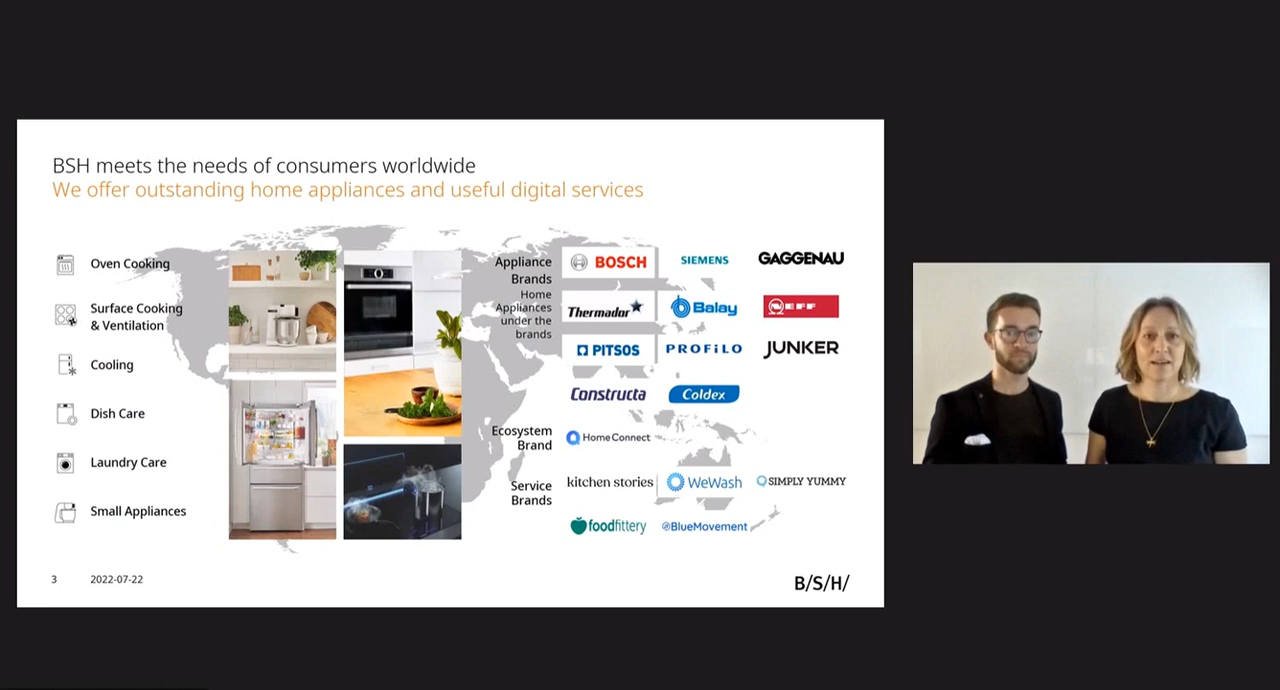 BSH meets the needs of consumers worldwide
We offer outstanding home appliances and useful digital services
Oven Cooking
Surface Cooking
& Ventilation
Cooling
Dish Care
Laundry Care
Small Appliances
Appliance
Brands
Home
Appliances
under the
brands
BOSCH
SIEMENS
GAGGENAU
Thermador
Balay
NEFF
PITSOS
PROFiLO
JUNKER
Constructa
Coldex
Ecosystem
Brand
Home Connect
Service
Brands
kitchen stories
WeWash
SIMPLY YUMMY
foodfittery
BlueMovement
3
2022-07-22
B/S/H/